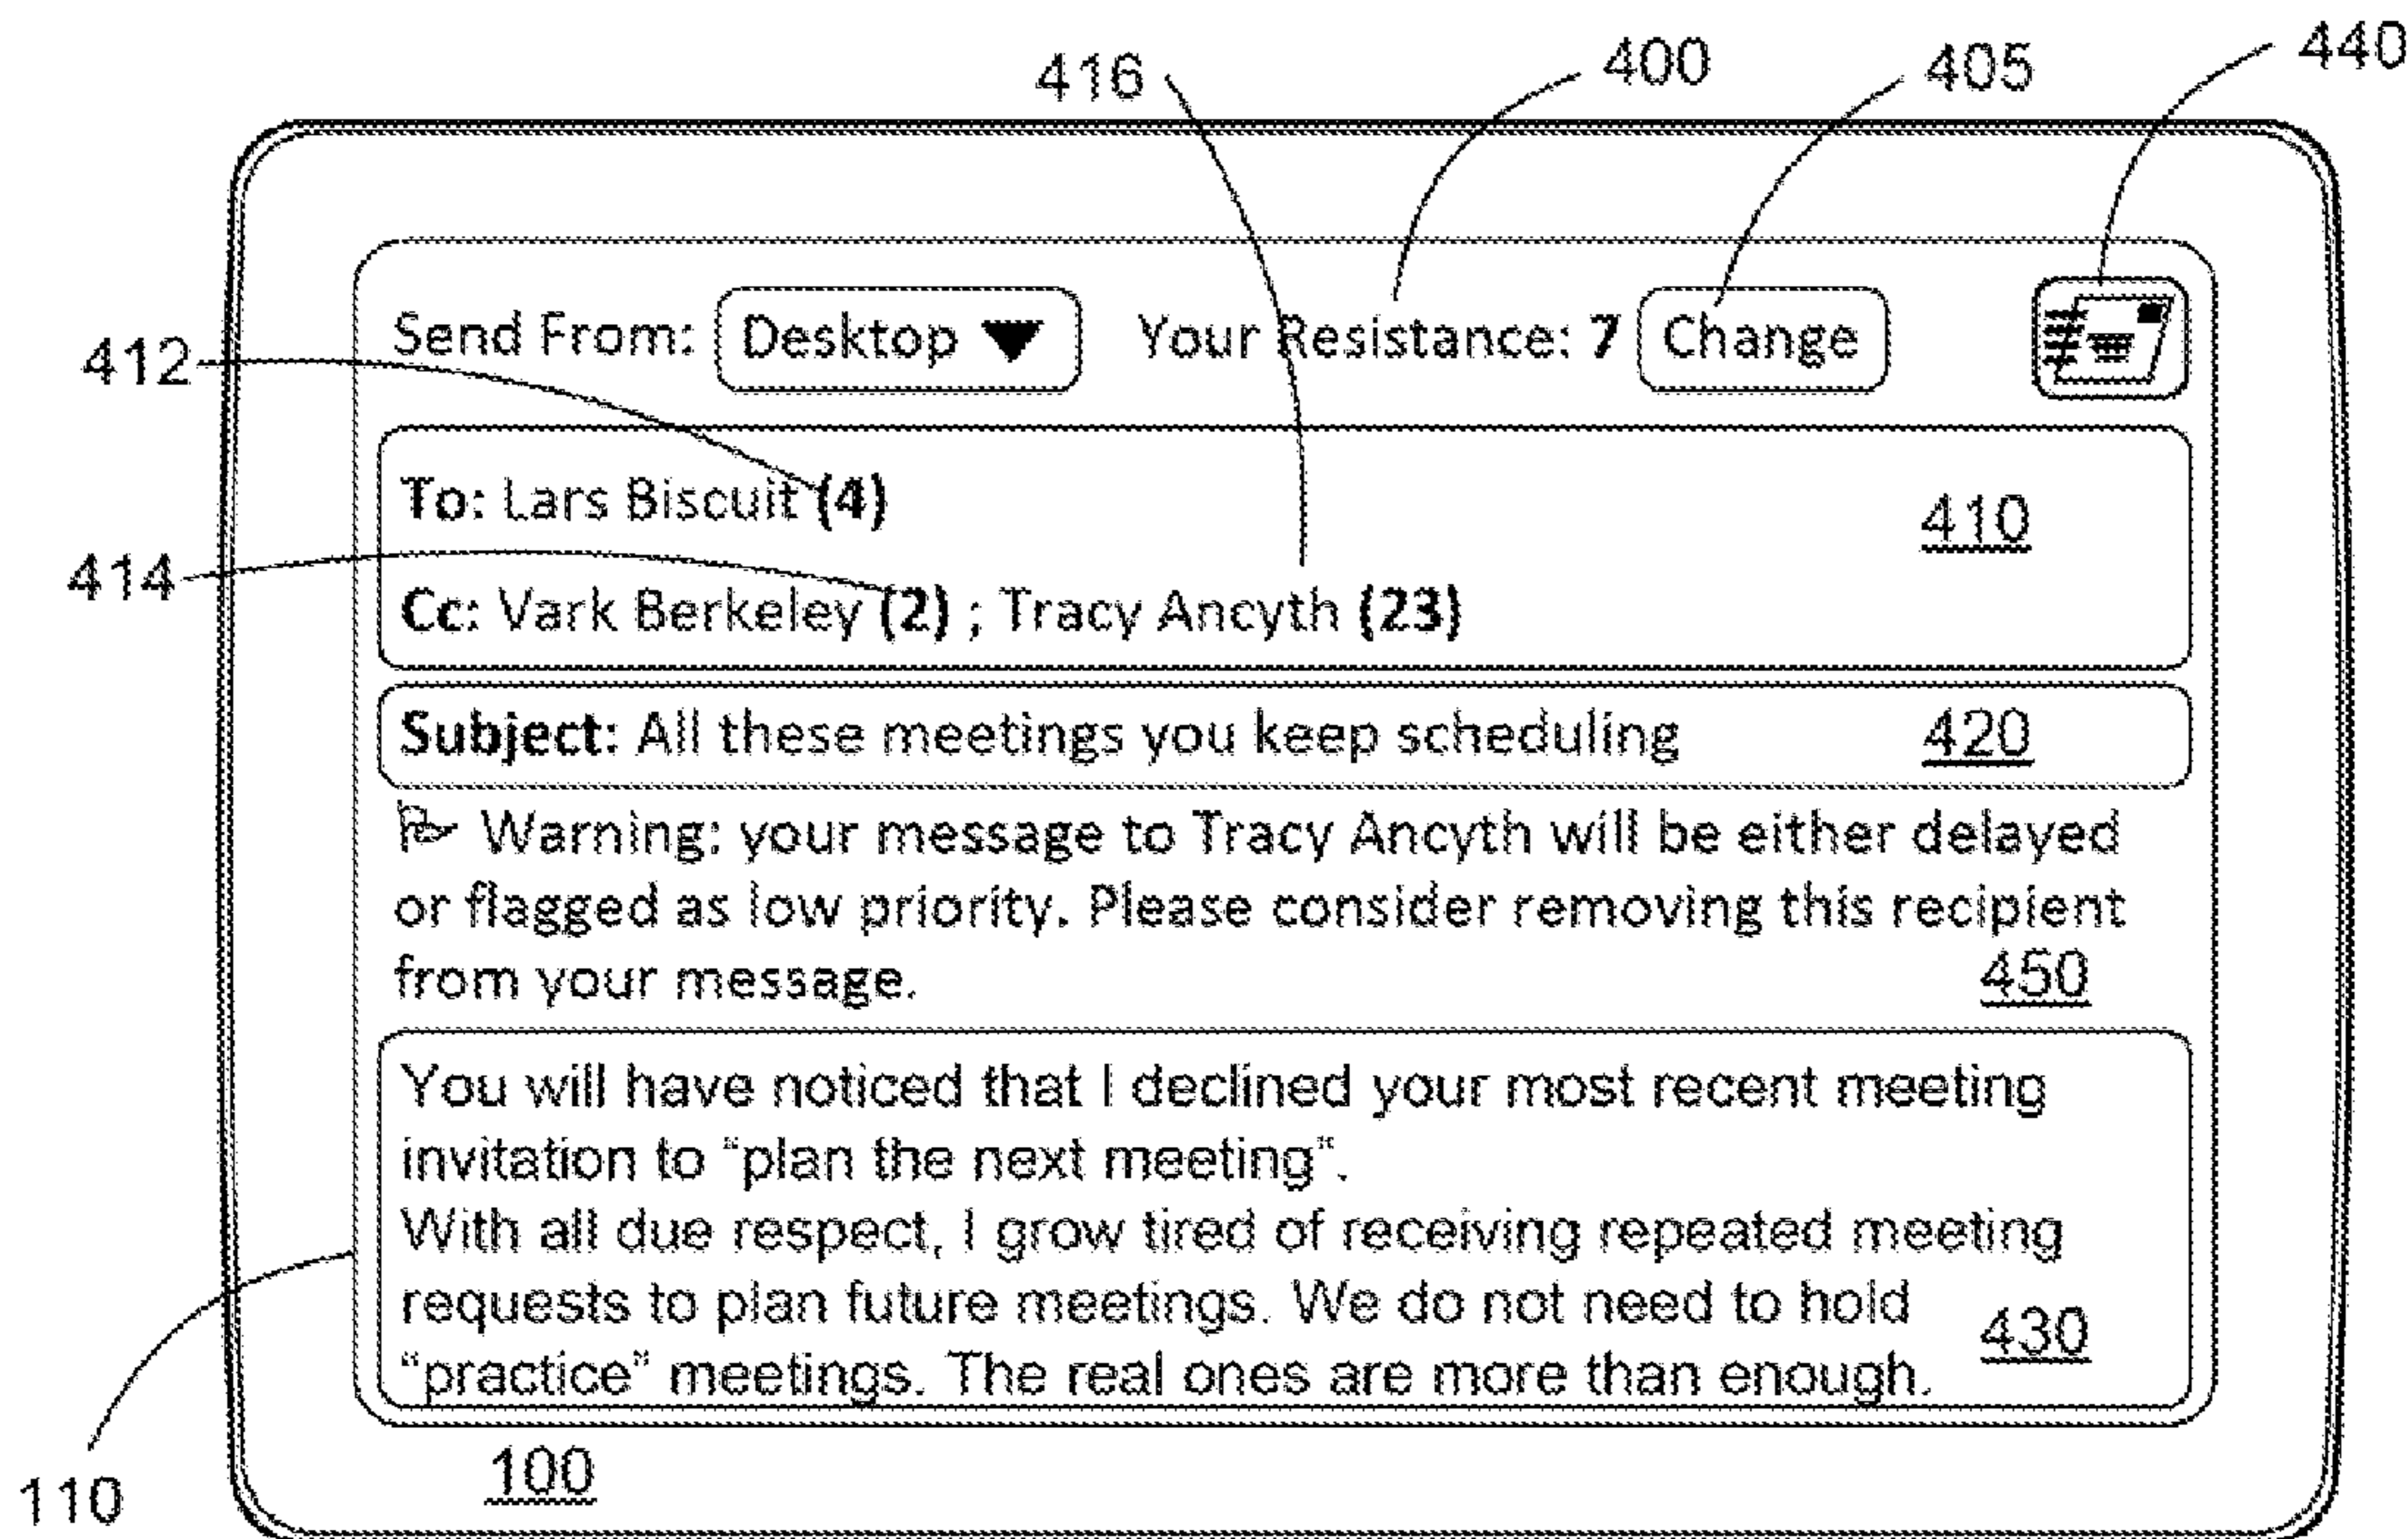 440
416 400 405
Send From: Desktop ▼ Your Resistance: 7 Change
412
To: Lars Biscuit (4)
410
414
Cc: Vark Berkeley (2) ; Tracy Ancyth (23)
Subject: All these meetings you keep scheduling 420
Warning: your message to Tracy Ancyth will be either delayed
or flagged as low priority. Please consider removing this recipient
from your message. 450
You will have noticed that I declined your most recent meeting
invitation to “plan the next meeting”.
With all due respect, I grow tired of receiving repeated meeting
requests to plan future meetings. We do not need to hold
430
“practice” meetings. The real ones are more than enough.
100
110